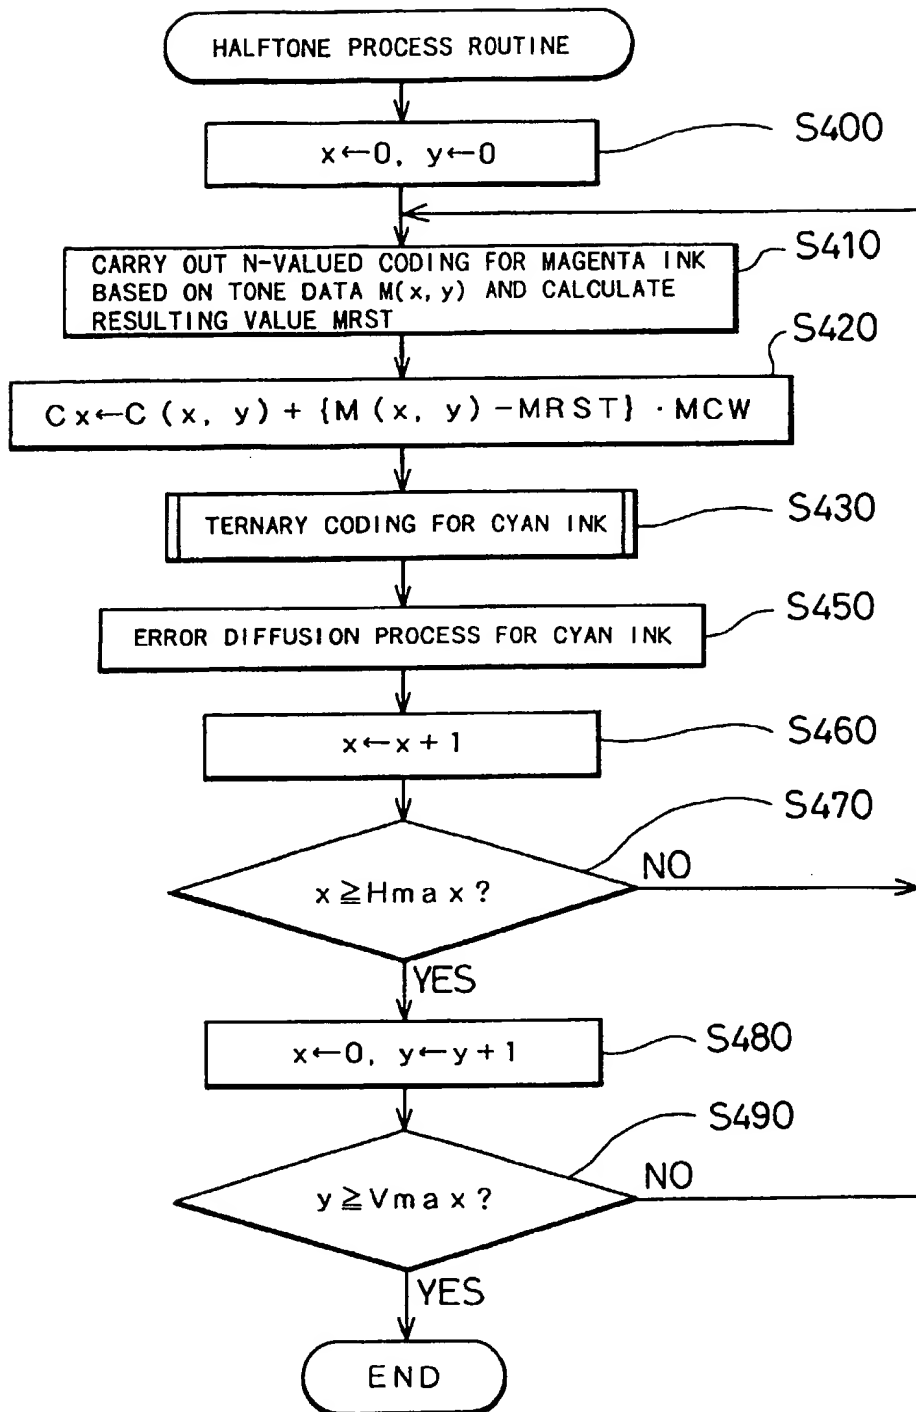 HALFTONE PROCESS ROUTINE
x←0, y←0
S400
CARRY OUT N-VALUED CODING FOR MAGENTA INK
BASED ON TONE DATA M(x, y) AND CALCULATE
RESULTING VALUE MRST
S410
S420
Cx←C (x, y) + {M (x, y) −MRST} · MCW
TERNARY CODING FOR CYAN INK
S430
ERROR DIFFUSION PROCESS FOR CYAN INK
S450
x←x + 1
S460
S470
x ≧ Hmax ?
NO
YES
x←0, y←y + 1
S480
S490
y ≧ Vmax ?
NO
YES
END